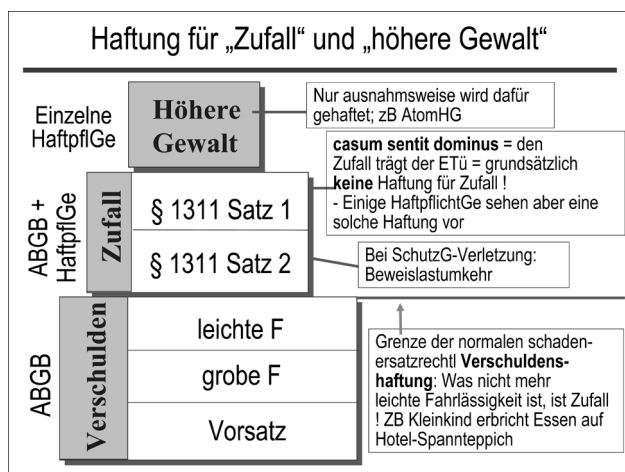 Haftung für „Zufall“ und „höhere Gewalt“
Einzelne
HaftpflGe
Höhere
Gewalt
Nur ausnahmsweise wird dafür
gehaftet; zB AtomHG
casum sentit dominus = den
Zufall trägt der ETü = grundsätzlich
keine Haftung für Zufall !
- Einige HaftpflichtGe sehen aber eine
solche Haftung vor
ABGB +
HaftpflGe
Zufall
§ 1311 Satz 1
§ 1311 Satz 2
Bei SchutzG-Verletzung:
Beweislastumkehr
ABGB
Verschulden
leichte F
grobe F
Vorsatz
Grenze der normalen schaden-
ersatzrechtl Verschuldens-
haftung: Was nicht mehr
leichte Fahrlässigkeit ist, ist Zufall
! ZB Kleinkind erbricht Essen auf
Hotel-Spannteppich